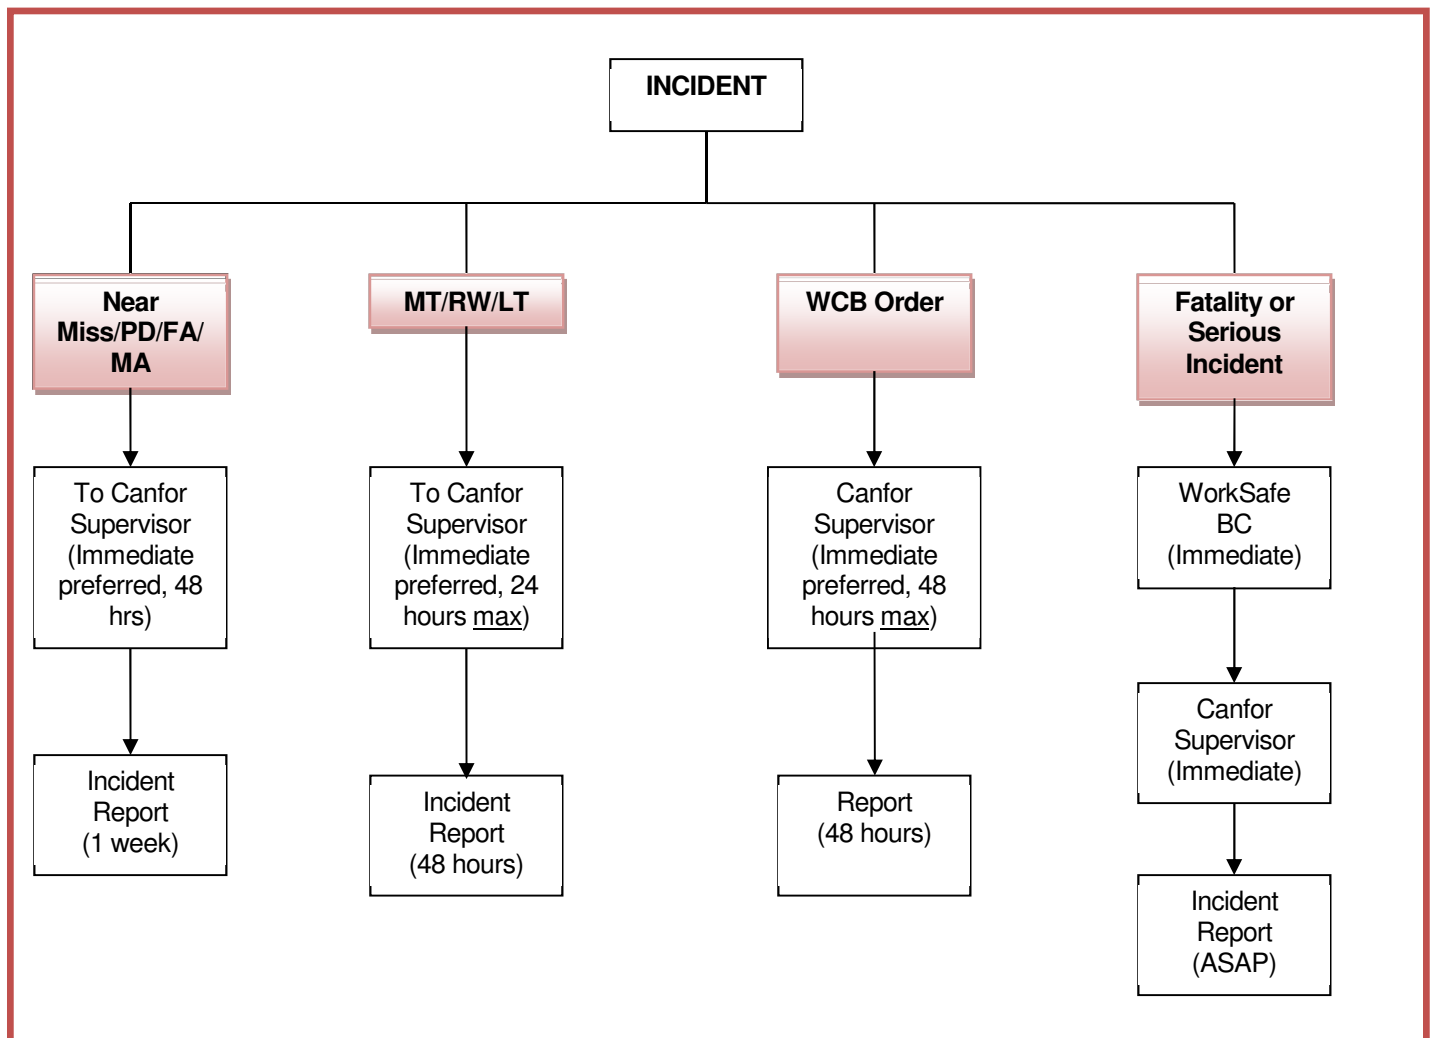 INCIDENT
Near
Miss/PD/FA/
MA
MT/RW/LT
WCB Order
Fatality or
Serious
Incident
To Canfor
Supervisor
(Immediate
preferred, 48
hrs)
To Canfor
Supervisor
(Immediate
preferred, 24
hours max)
Canfor
Supervisor
(Immediate
preferred, 48
hours max)
WorkSafe
BC
(Immediate)
Canfor
Supervisor
(Immediate)
Incident
Report
(1 week)
Incident
Report
(48 hours)
Report
(48 hours)
Incident
Report
(ASAP)